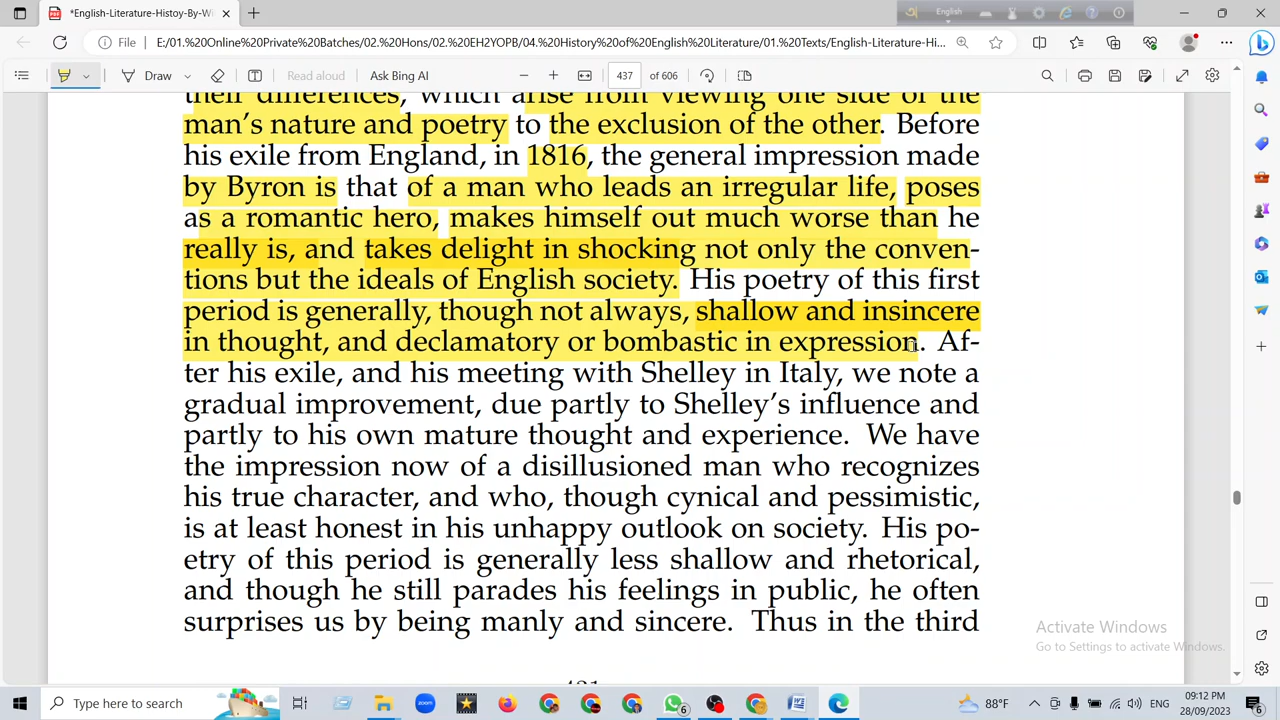 *English-Literature-Histoy-By-Wi
English
File
E:/01.%20Online%20Private%20Batches/02.%20Hons/02.%20EH2YOPB/04.%20History%20of%20English%20Literature/01.%20Texts/English-Literature-Hi...
Draw
Read aloud
Ask Bing AI
437
of 606
their differences, which arise from viewing one side of the
man's nature and poetry to the exclusion of the other. Before
his exile from England, in 1816, the general impression made
by Byron is that of a man who leads an irregular life, poses
as a romantic hero, makes himself out much worse than he
really is, and takes delight in shocking not only the conven-
tions but the ideals of English society. His poetry of this first
period is generally, though not always, shallow and insincere
in thought, and declamatory or bombastic in expression. Af-
ter his exile, and his meeting with Shelley in Italy, we note a
gradual improvement, due partly to Shelley's influence and
partly to his own mature thought and experience. We have
the impression now of a disillusioned man who recognizes
his true character, and who, though cynical and pessimistic,
is at least honest in his unhappy outlook on society. His po-
etry of this period is generally less shallow and rhetorical,
and though he still parades his feelings in public, he often
surprises us by being manly and sincere. Thus in the third
Activate Windows
Go to Settings to activate Windows.
Type here to search
zoom
6
88°F
ENG
09:12 PM
28/09/2023
6